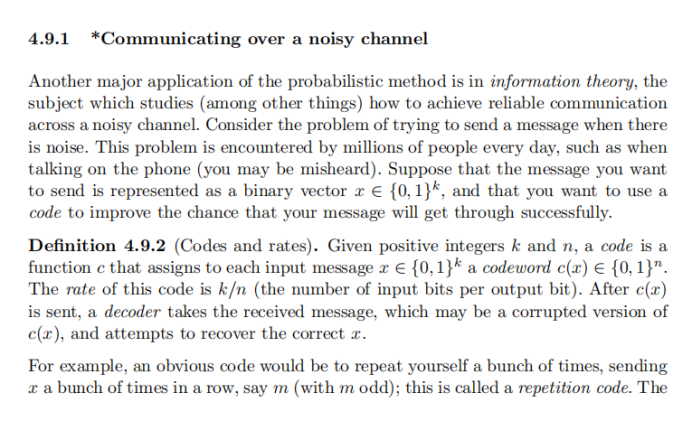 4.9.1 *Communicating over a noisy channel
Another major application of the probabilistic method is in information theory, the
subject which studies (among other things) how to achieve reliable communication
across a noisy channel. Consider the problem of trying to send a message when there
is noise. This problem is encountered by millions of people every day, such as when
talking on the phone (you may be misheard). Suppose that the message you want
to send is represented as a binary vector x ∈ {0, 1}ᵏ, and that you want to use a
code to improve the chance that your message will get through successfully.
Definition 4.9.2 (Codes and rates). Given positive integers k and n, a code is a
function c that assigns to each input message x ∈ {0, 1}ᵏ a codeword c(x) ∈ {0, 1}ⁿ.
The rate of this code is k/n (the number of input bits per output bit). After c(x)
is sent, a decoder takes the received message, which may be a corrupted version of
c(x), and attempts to recover the correct x.
For example, an obvious code would be to repeat yourself a bunch of times, sending
x a bunch of times in a row, say m (with m odd); this is called a repetition code. The